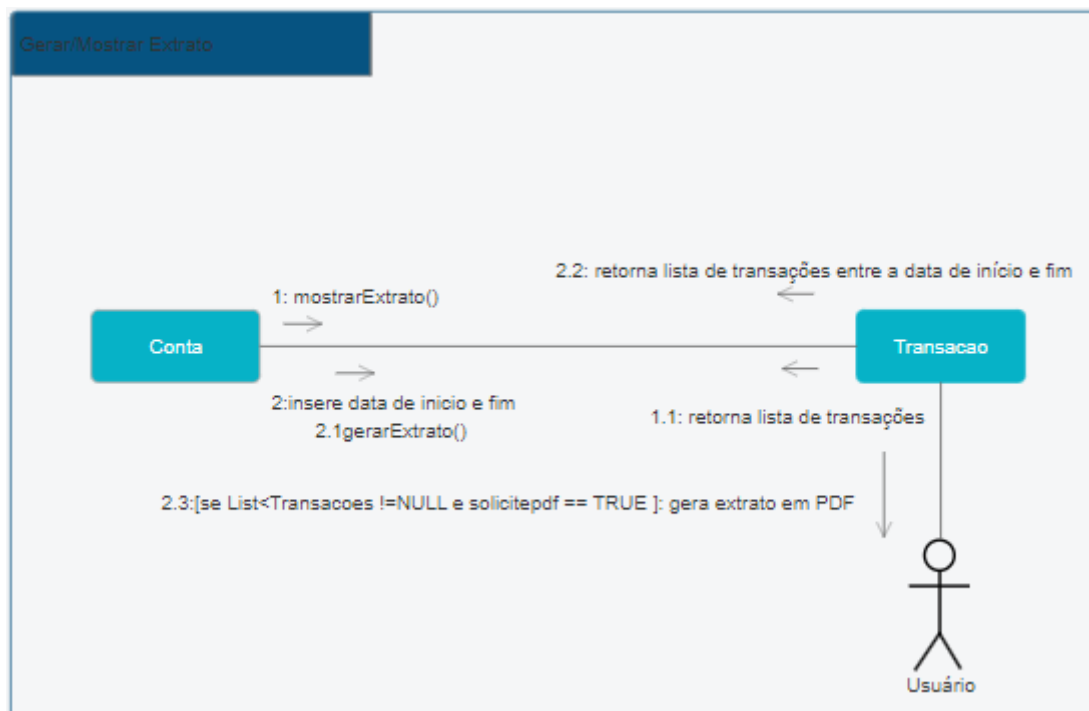 Gerar/Mostrar Extrato
2.2: retorna lista de transações entre a data de início e fim
1: mostrarExtrato()
Conta
Transacao
2:insere data de inicio e fim
2.1gerarExtrato()
1.1: retorna lista de transações
2.3:[se List<Transacoes !=NULL e solicitepdf == TRUE ]: gera extrato em PDF
Usuário